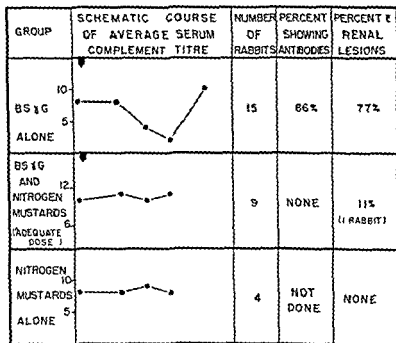 GROUP
SCHEMATIC COURSE
OF AVERAGE SERUM
COMPLEMENT TITRE
NUMBER
OF
RABBITS
PERCENT
SHOWING
ANTIBODIES
PERCENT c̄
RENAL
LESIONS
BSγG
ALONE
10
5
15
66%
77%
BSγG
AND
NITROGEN
MUSTARDS
(ADEQUATE
DOSE)
12
6
9
NONE
11%
(1 RABBIT)
NITROGEN
MUSTARDS
ALONE
10
5
4
NOT
DONE
NONE